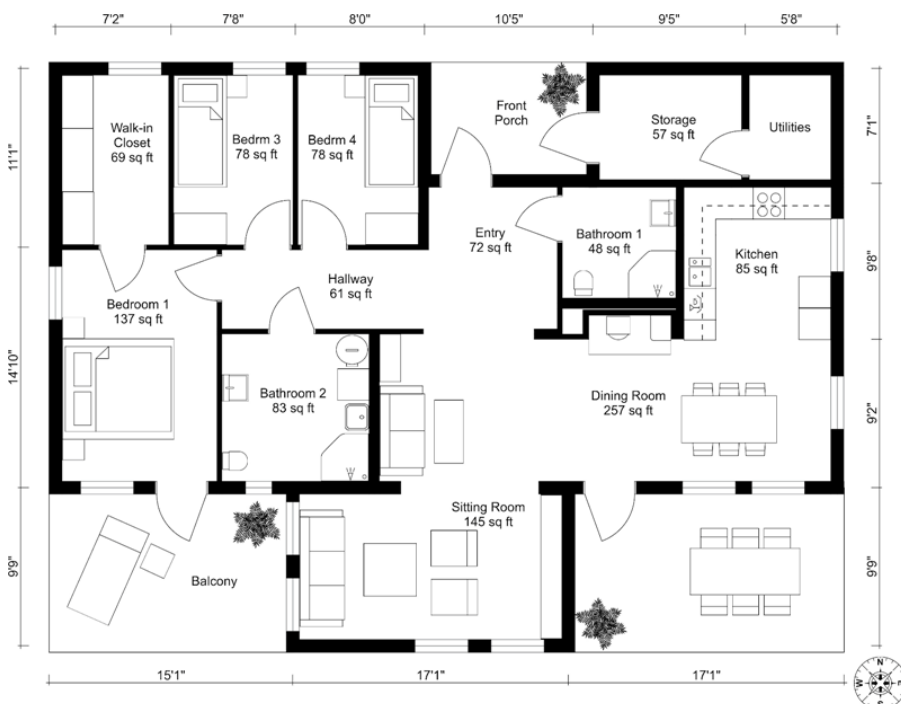 7'2"
7'8"
8'0"
10'5"
9'5"
5'8"
11'1"
14'10"
9'9"
Walk-in
Closet
69 sq ft
Bedrm 3
78 sq ft
Bedrm 4
78 sq ft
Front
Porch
Storage
57 sq ft
Utilities
7'1"
Entry
72 sq ft
Bathroom 1
48 sq ft
Kitchen
85 sq ft
9'8"
Hallway
61 sq ft
Bedroom 1
137 sq ft
Bathroom 2
83 sq ft
Dining Room
257 sq ft
9'2"
Sitting Room
145 sq ft
Balcony
9'9"
15'1"
17'1"
17'1"
N
W
E
S